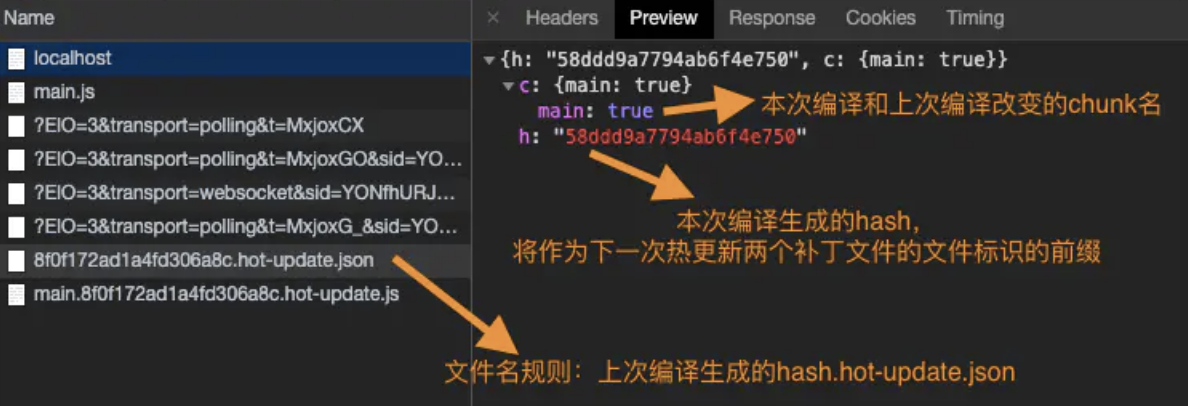 Name
localhost
main.js
?EIO=3&transport=polling&t=MxjoxCX
?EIO=3&transport=polling&t=MxjoxGO&sid=YO...
?EIO=3&transport=websocket&sid=YONfhURJ...
?EIO=3&transport=polling&t=MxjoxG_&sid=YO...
8f0f172ad1a4fd306a8c.hot-update.json
main.8f0f172ad1a4fd306a8c.hot-update.js
× Headers Preview Response Cookies Timing
▼{h: "58ddd9a7794ab6f4e750", c: {main: true}}
▼c: {main: true}
main: true
本次编译和上次编译改变的chunk名
h: "58ddd9a7794ab6f4e750"
本次编译生成的hash，
将作为下一次热更新两个补丁文件的文件标识的前缀
文件名规则：上次编译生成的hash.hot-update.json